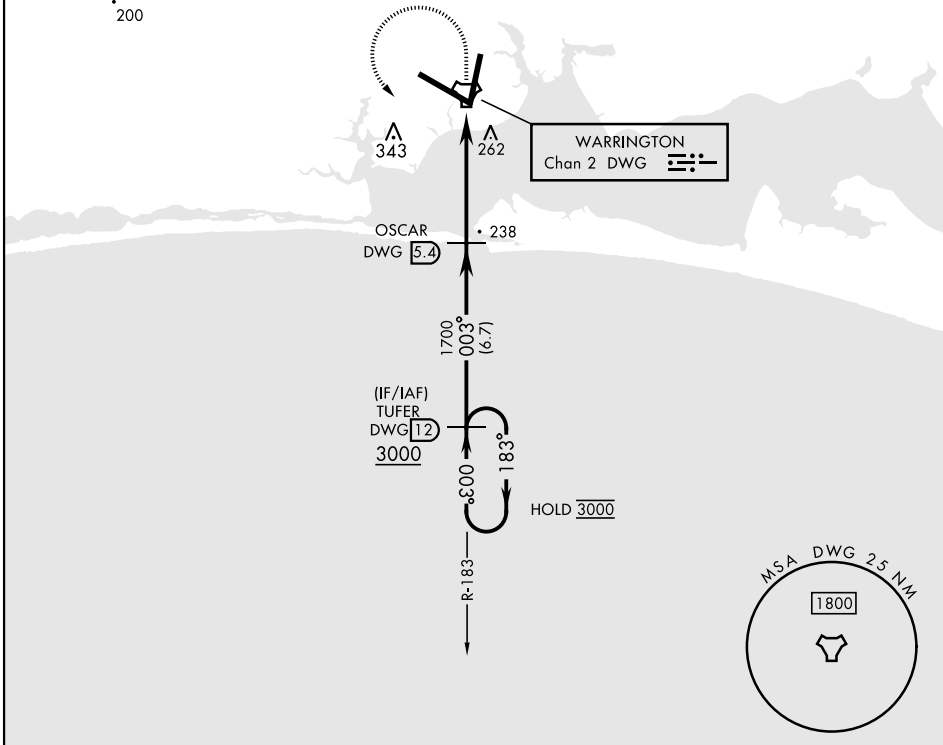 200
343
262
WARRINGTON
Chan 2 DWG
OSCAR
DWG 5.4
238
1700
003°
(6.7)
(IF/IAF)
TUFER
DWG 12
3000
003°
183°
HOLD 3000
R-183
MSA DWG 25 NM
1800